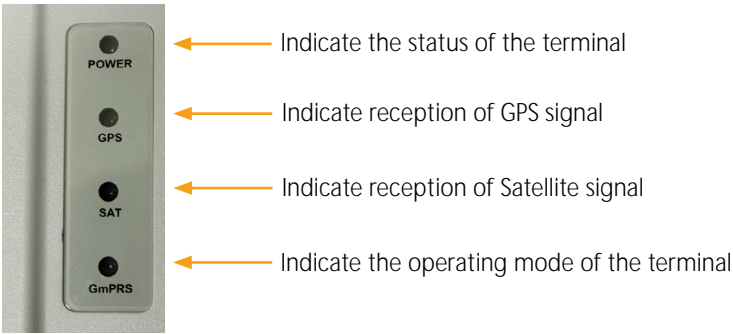 POWER
Indicate the status of the terminal
GPS
Indicate reception of GPS signal
SAT
Indicate reception of Satellite signal
GmPRS
Indicate the operating mode of the terminal